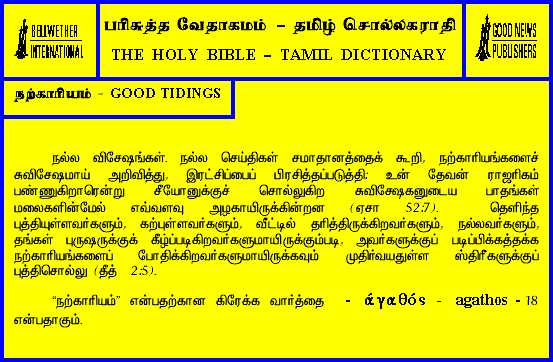 BELLWETHER
INTERNATIONAL
பரிசுத்த வேதாகமம் – தமிழ் சொல்லகராதி
THE HOLY BIBLE – TAMIL DICTIONARY
GOOD NEWS
PUBLISHERS
நற்காரியம் - GOOD TIDINGS
நல்ல விசேஷங்கள். நல்ல செய்திகள் சமாதானத்தைக் கூறி, நற்காரியங்களைச்
சுவிசேஷமாய் அறிவித்து, இரட்சிப்பைப் பிரசித்தப்படுத்தி: உன் தேவன் ராஜரிகம்
பண்ணுகிறாரென்று சீயோனுக்குச் சொல்லுகிற சுவிசேஷகனுடைய பாதங்கள்
மலைகளின்மேல் எவ்வளவு அழகாயிருக்கின்றன (ஏசா 52:7). தெளிந்த
புத்தியுள்ளவர்களும், கற்புள்ளவர்களும், வீட்டில் தரித்திருக்கிறவர்களும், நல்லவர்களும்,
தங்கள் புருஷருக்குக் கீழ்ப்படிகிறவர்களுமாயிருக்கும்படி, அவர்களுக்குப் படிப்பிக்கத்தக்க
நற்காரியங்களைப் போதிக்கிறவர்களுமாயிருக்கவும் முதிர்வயதுள்ள ஸ்திரீகளுக்குப்
புத்திசொல்லு (தீத் 2:5).
“நற்காரியம்” என்பதற்கான கிரேக்க வார்த்தை - άγαθός - agathos - 18
என்பதாகும்.